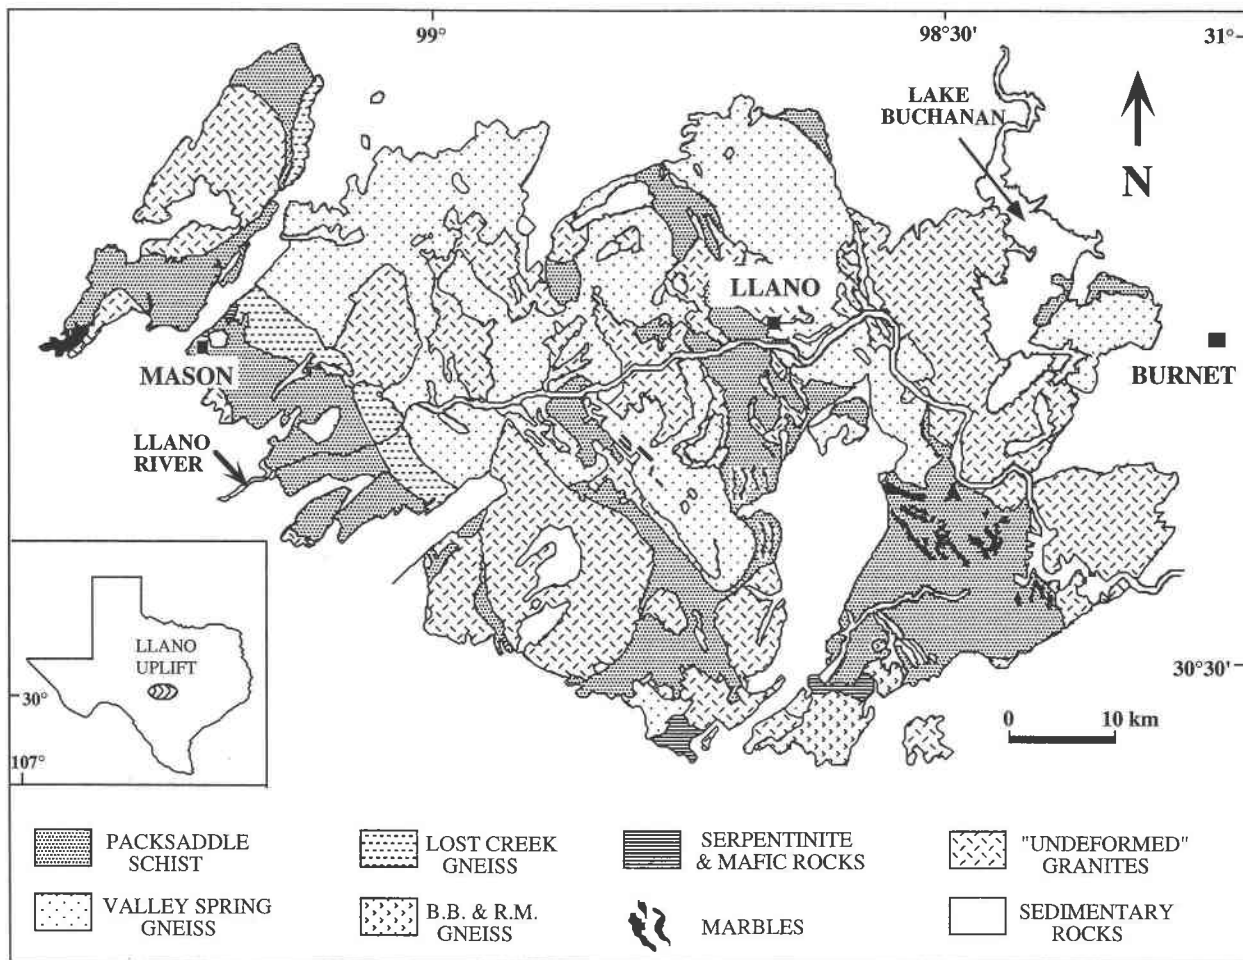 99°
98°30'
31°
LAKE
BUCHANAN
N
LLANO
MASON
BURNET
LLANO
RIVER
A
LLANO
UPLIFT
30°
107°
30°30'
0
10 km
PACKSADDLE
SCHIST
LOST CREEK
GNEISS
SERPENTINITE
& MAFIC ROCKS
"UNDEFORMED"
GRANITES
VALLEY SPRING
GNEISS
B.B. & R.M.
GNEISS
MARBLES
SEDIMENTARY
ROCKS